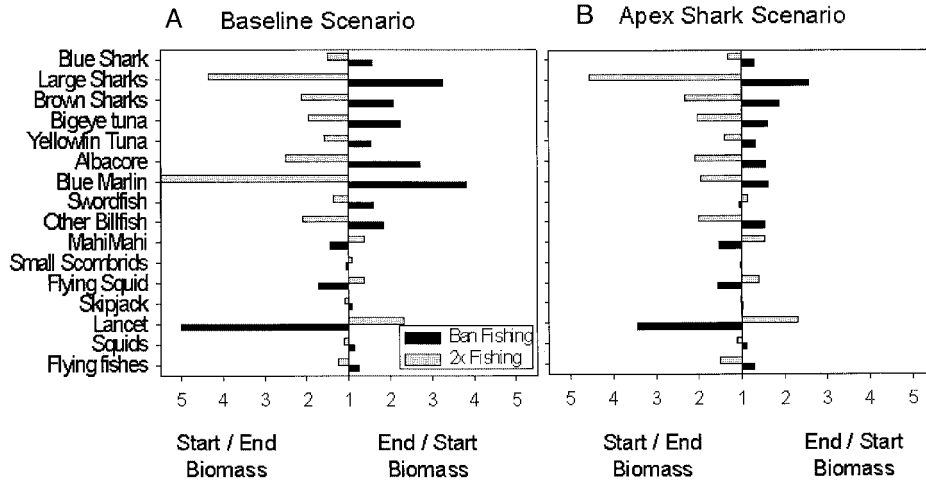 A Baseline Scenario
B Apex Shark Scenario
Blue Shark
Large Sharks
Brown Sharks
Bigeye tuna
Yellowfin Tuna
Albacore
Blue Marlin
Swordfish
Other Billfish
MahiMahi
Small Scombrids
Flying Squid
Skipjack
Lancet
Squids
Flying fishes
Ban Fishing
2x Fishing
5 4 3 2 1 2 3 4 5
5 4 3 2 1 2 3 4 5
Start / End
Biomass
End / Start
Biomass
Start / End
Biomass
End / Start
Biomass